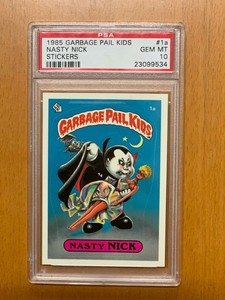 PSA
1985 GARBAGE PAIL KIDS #1a
NASTY NICK GEM MT
STICKERS 10
23099534
1a
GARBAGE PAIL KIDS
NASTY NICK